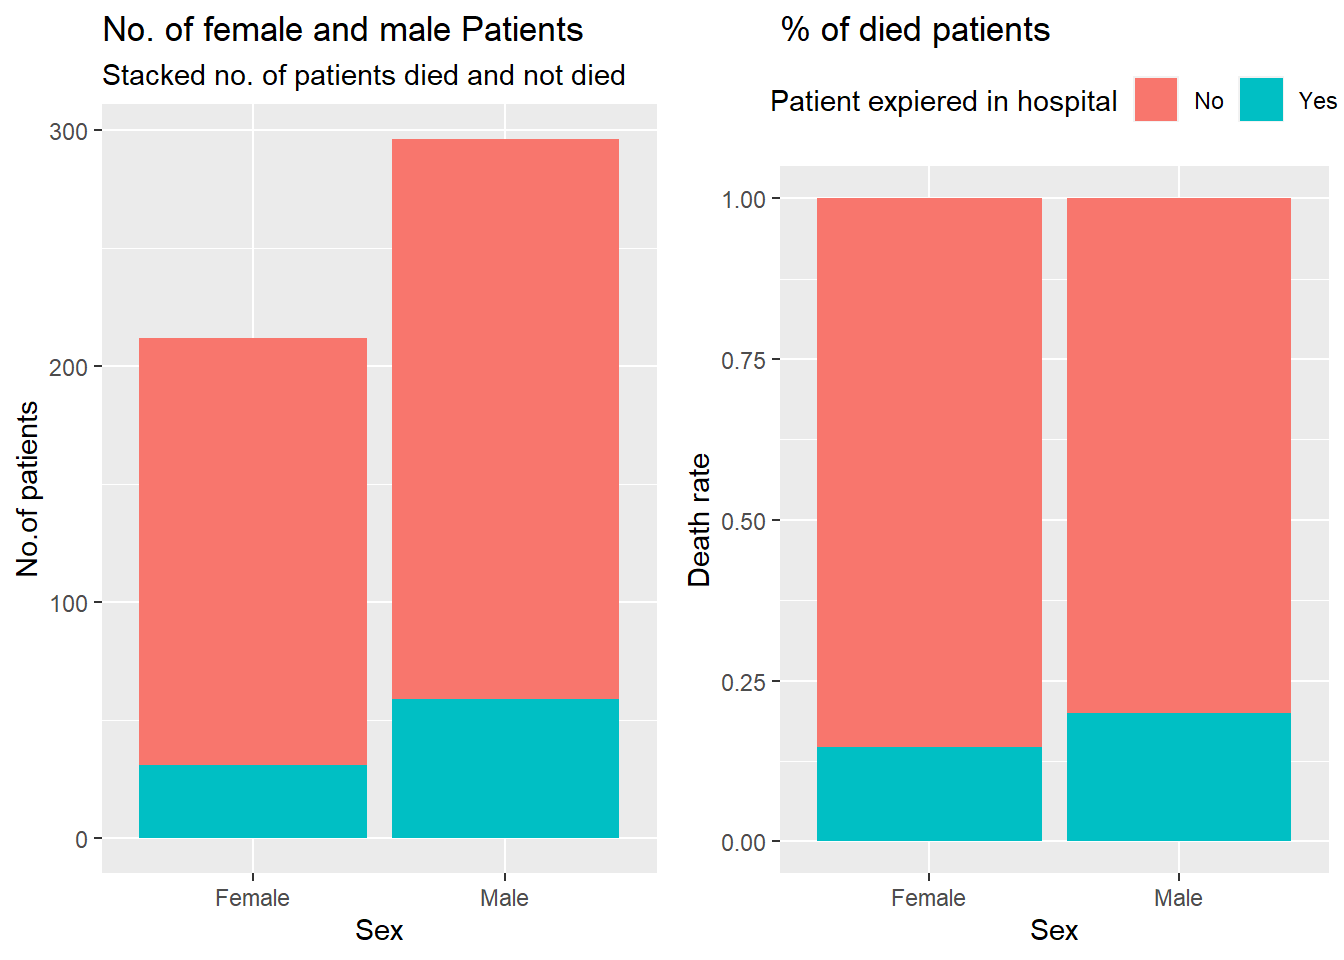 No. of female and male Patients
Stacked no. of patients died and not died
No.of patients
300
200
100
0
Female
Male
Sex
% of died patients
Patient expiered in hospital No Yes
Death rate
1.00
0.75
0.50
0.25
0.00
Female
Male
Sex